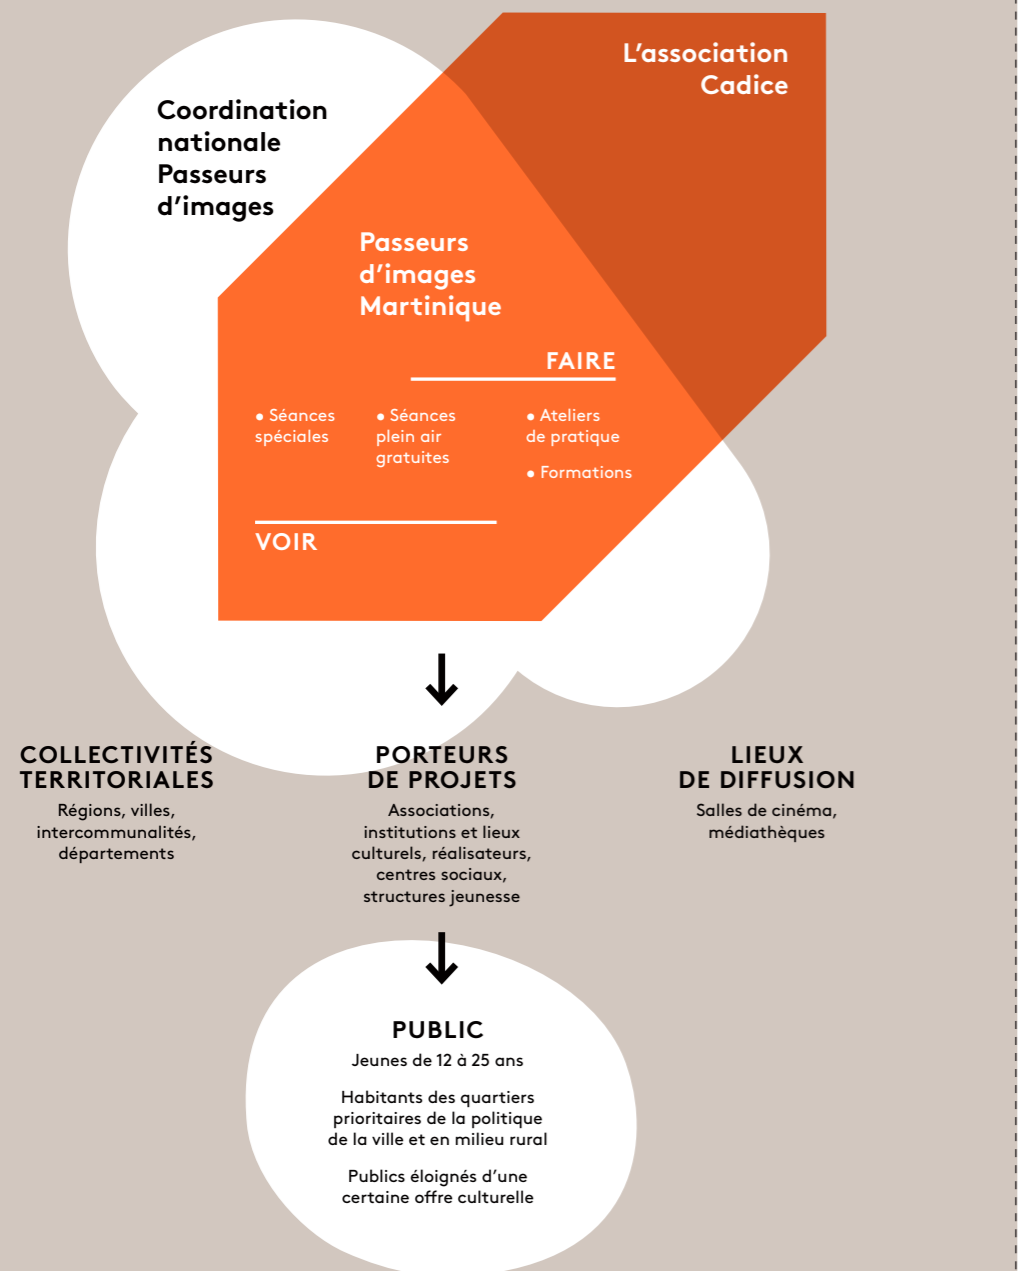 L'association
Cadice
Coordination
nationale
Passeurs
d'images
Passeurs
d'images
Martinique
FAIRE
• Séances
spéciales
• Séances
plein air
gratuites
• Ateliers
de pratique
• Formations
VOIR
COLLECTIVITÉS
TERRITORIALES
Régions, villes,
intercommunalités,
départements
PORTEURS
DE PROJETS
Associations,
institutions et lieux
culturels, réalisateurs,
centres sociaux,
structures jeunesse
LIEUX
DE DIFFUSION
Salles de cinéma,
médiathèques
PUBLIC
Jeunes de 12 à 25 ans
Habitants des quartiers
prioritaires de la politique
de la ville et en milieu rural
Publics éloignés d'une
certaine offre culturelle